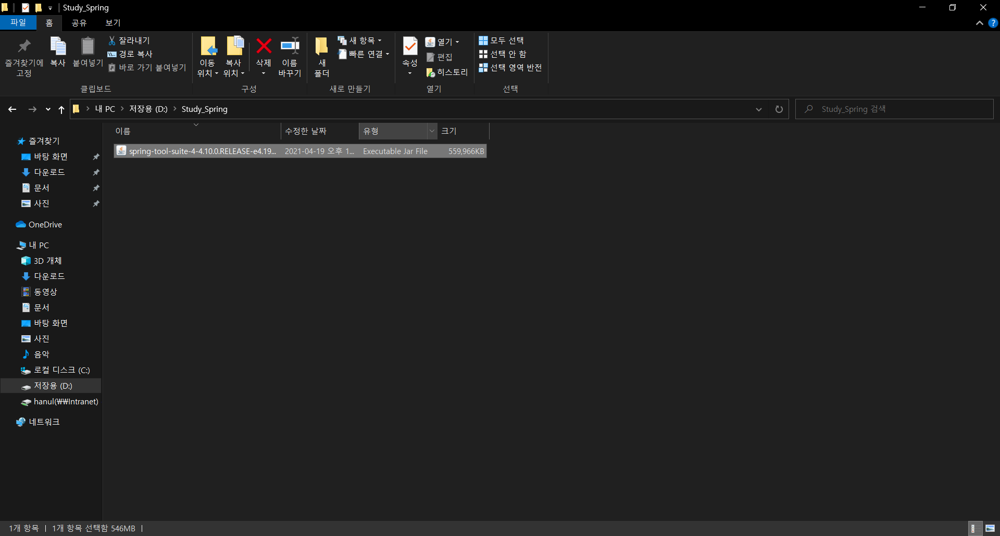 Study_Spring
파일 홈 공유 보기
즐겨찾기에 고정
복사
붙여넣기
잘라내기
경로 복사
바로 가기 붙여넣기
이동 위치
복사 위치
삭제
이름 바꾸기
새 폴더
새 항목
빠른 연결
속성
열기
편집
히스토리
모두 선택
선택 안 함
선택 영역 반전
클립보드 구성 새로 만들기 열기 선택
내 PC 저장용 (D:) Study_Spring
Study_Spring 검색
이름 수정한 날짜 유형 크기
spring-tool-suite-4-4.10.0.RELEASE-e4.19... 2021-04-19 오후 1... Executable Jar File 559,966KB
즐겨찾기
바탕 화면
다운로드
문서
사진
OneDrive
내 PC
3D 개체
다운로드
동영상
문서
바탕 화면
사진
음악
로컬 디스크 (C:)
저장용 (D:)
hanul(₩₩Intranet)
네트워크
1개 항목 1개 항목 선택함 546MB